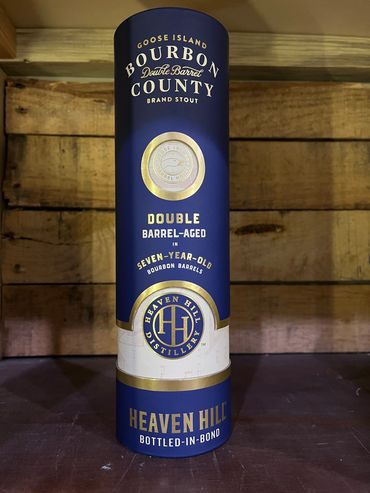 GOOSE ISLAND
BOURBON
Double Barrel
COUNTY
BRAND STOUT
DOUBLE
BARREL-AGED
IN
SEVEN-YEAR-OLD
BOURBON BARRELS
HEAVEN HILL
DISTILLERY
HH
TM
HEAVEN HILL
BOTTLED-IN-BOND